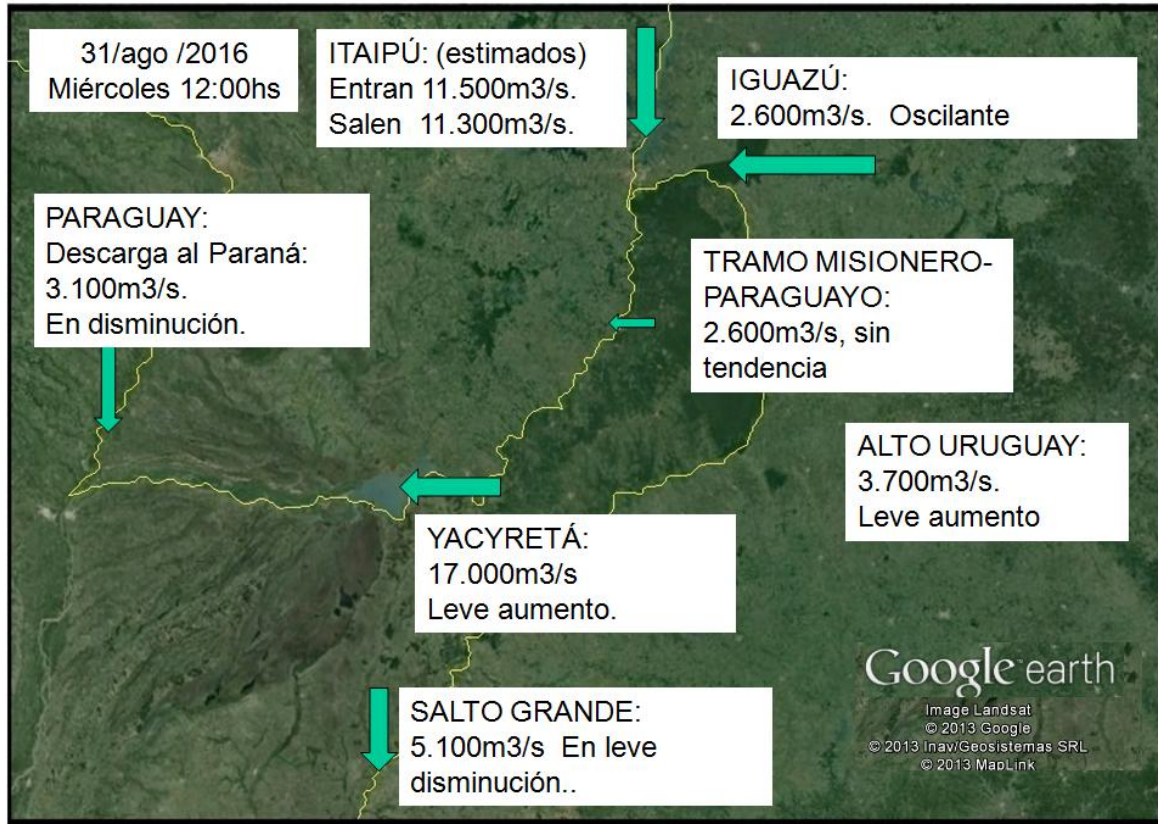 31/ago /2016
Miércoles 12:00hs
ITAIPÚ: (estimados)
Entran 11.500m3/s.
Salen 11.300m3/s.
IGUAZÚ:
2.600m3/s. Oscilante
PARAGUAY:
Descarga al Paraná:
3.100m3/s.
En disminución.
TRAMO MISIONERO-
PARAGUAYO:
2.600m3/s, sin
tendencia
ALTO URUGUAY:
3.700m3/s.
Leve aumento
YACYRETÁ:
17.000m3/s
Leve aumento.
SALTO GRANDE:
5.100m3/s En leve
disminución..
Google earth
Image Landsat
© 2013 Google
© 2013 Inav/Geosistemas SRL
© 2013 MapLink